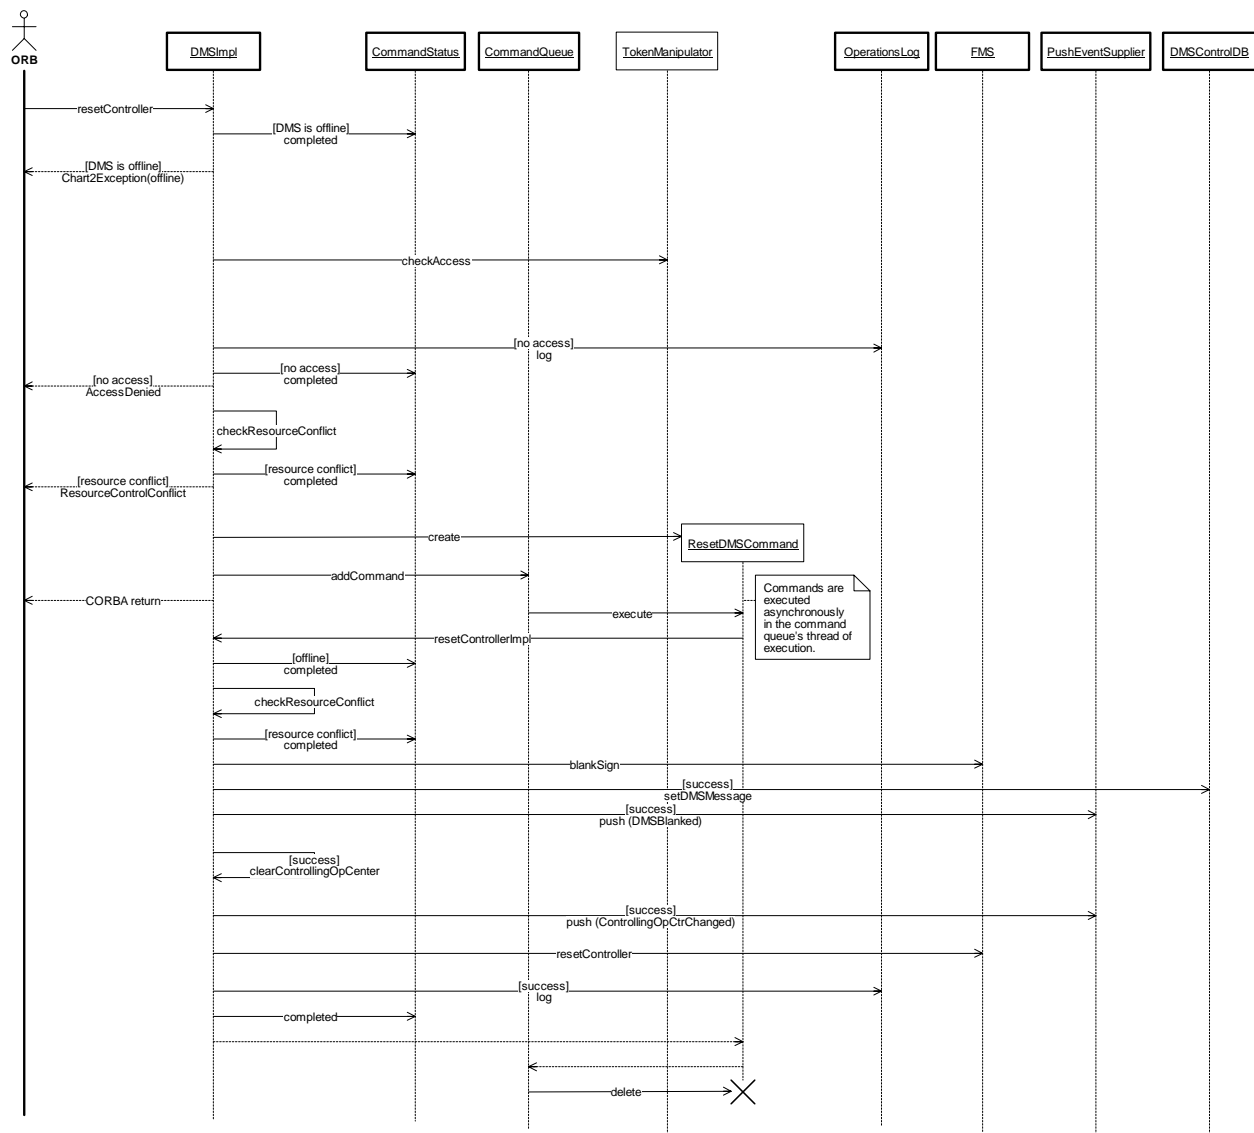 ORB
DMSImpl
CommandStatus
CommandQueue
TokenManipulator
OperationsLog
FMS
PushEventSupplier
DMSControlDB
resetController
[DMS is offline]
completed
[DMS is offline]
Chart2Exception(offline)
checkAccess
[no access]
log
[no access]
completed
[no access]
AccessDenied
checkResourceConflict
[resource conflict]
completed
[resource conflict]
ResourceControlConflict
create
ResetDMSCommand
addCommand
Commands are
executed
asynchronously
in the command
queue's thread of
execution.
CORBA return
execute
resetControllerImpl
[offline]
completed
checkResourceConflict
[resource conflict]
completed
blankSign
[success]
setDMSMessage
[success]
push (DMSBlanked)
[success]
clearControllingOpCenter
[success]
push (ControllingOpCtrChanged)
resetController
[success]
log
completed
delete